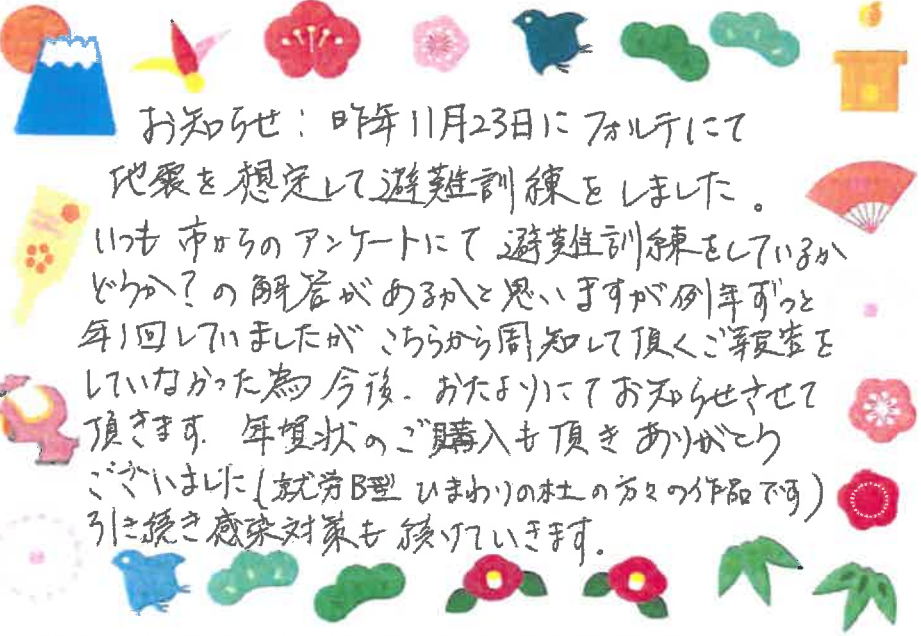 お知らせ:昨年11月23日にフォルテにて
地震を想定して避難訓練をしました。
いつも市からのアンケートにて避難訓練をしているか
どうか?の解答があるかと思いますが例年ずっと
年1回していましたがこちらから周知して頂くご報告を
していなかった為今後、おたよりにてお知らせさせて
頂きます。年賀状のご購入も頂きありがとう
ございました(就労B型ひまわりの杜の方々の作品です)
引き続き感染対策も続けていきます。